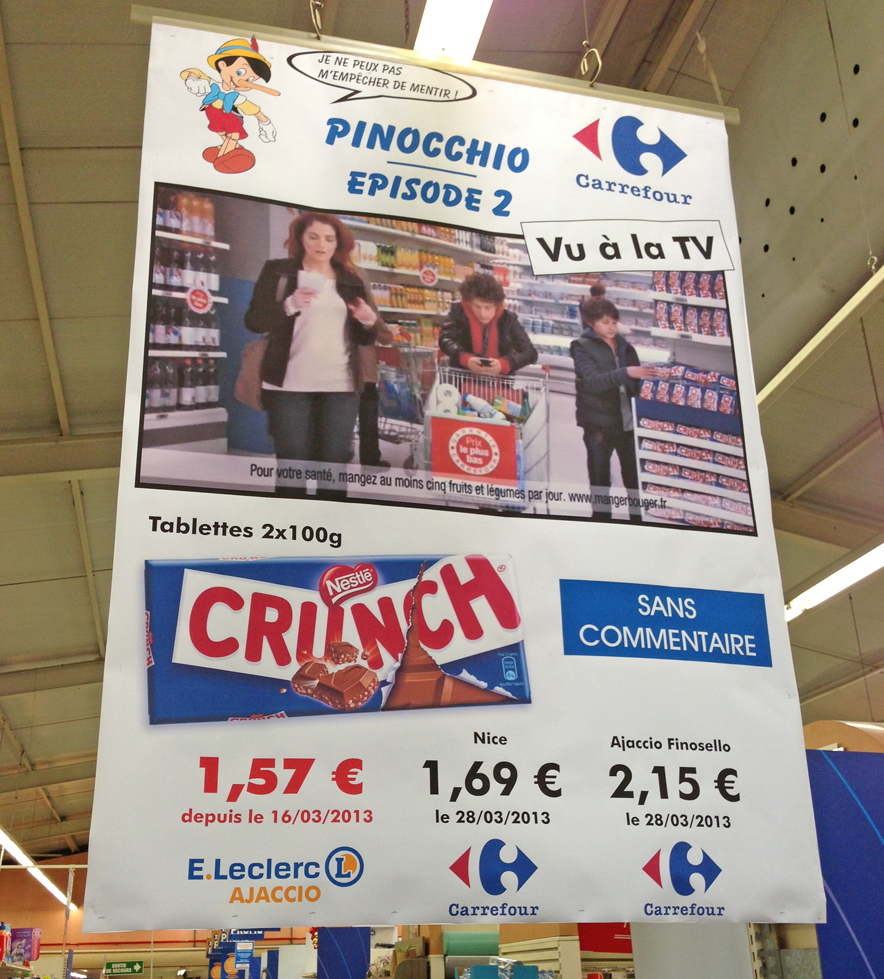 JE NE PEUX PAS
M'EMPÊCHER DE MENTIR !
PINOCCHIO
EPISODE 2
Carrefour
Vu à la TV
Prix
le plus
bas
Pour votre santé, mangez au moins cinq fruits et légumes par jour. www.mangerbouger.fr
Tablettes 2x100g
Nestlé
CRUNCH
SANS
COMMENTAIRE
1,57 €
depuis le 16/03/2013
E.Leclerc L
AJACCIO
Nice
1,69 €
le 28/03/2013
Carrefour
Ajaccio Finosello
2,15 €
le 28/03/2013
Carrefour
SORTIE
DE SECOURS